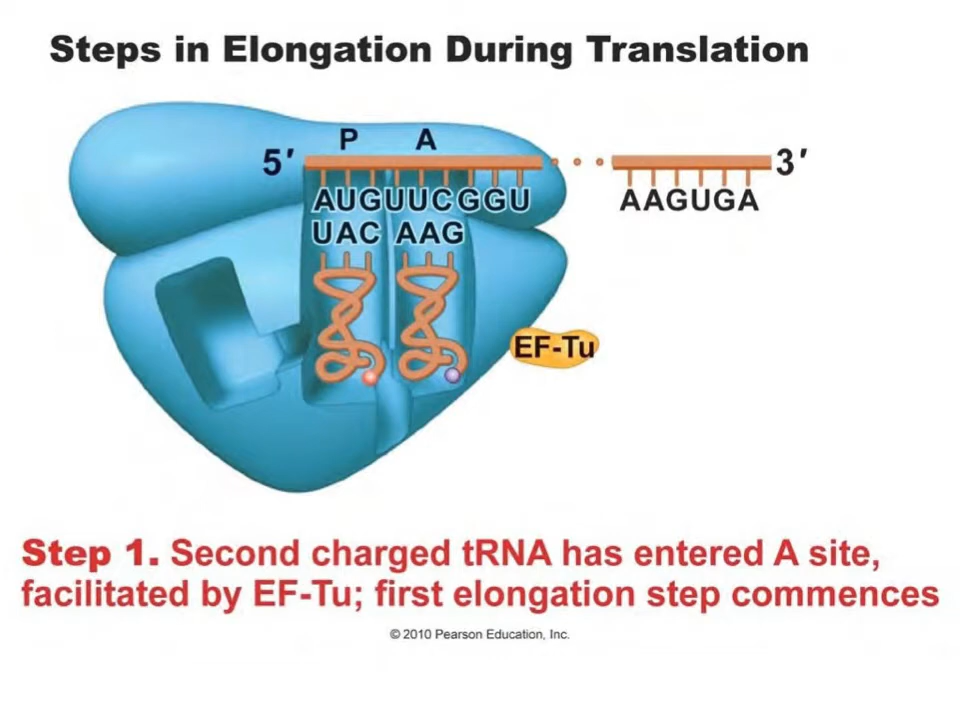 Steps in Elongation During Translation
P A
5′ 3′
AUGUUCGGU AAGUGA
UAC AAG
EF-Tu
Step 1. Second charged tRNA has entered A site,
facilitated by EF-Tu; first elongation step commences
© 2010 Pearson Education, Inc.